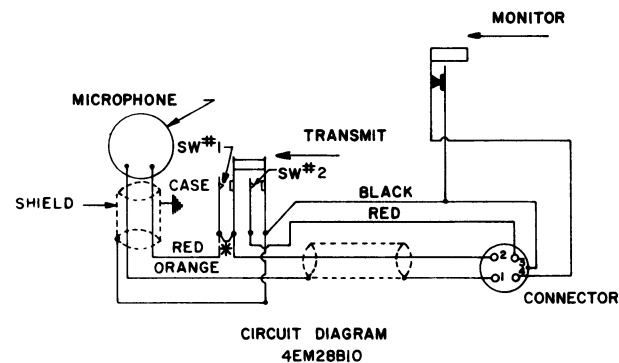 MONITOR
MICROPHONE
SW#1
TRANSMIT
SW#2
CASE
SHIELD
BLACK
RED
RED
ORANGE
2
3
4
1
CONNECTOR
CIRCUIT DIAGRAM
4EM28B10